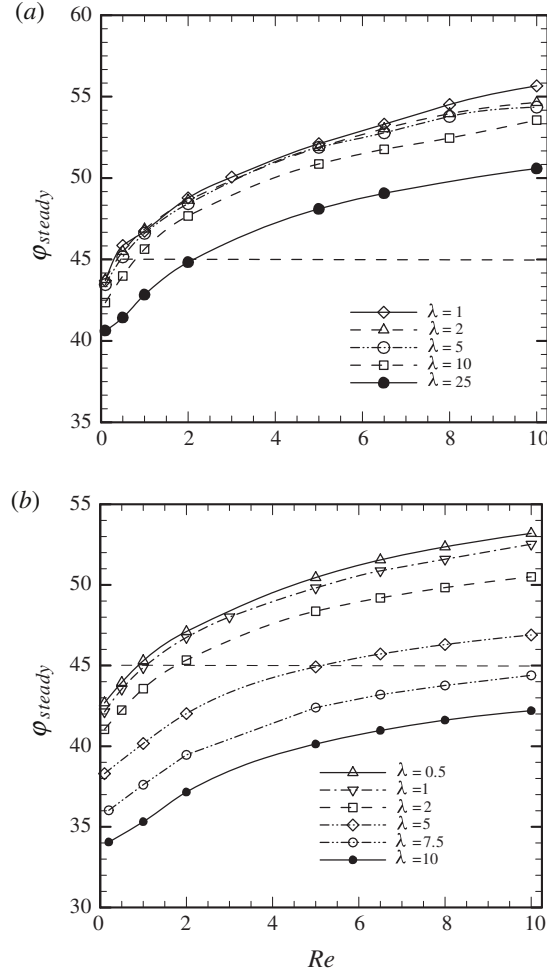 (a)
60
55
50
φsteady
45
40
35
λ = 1
λ = 2
λ = 5
λ = 10
λ = 25
0 2 4 6 8 10
(b)
55
50
45
φsteady
40
35
30
λ = 0.5
λ = 1
λ = 2
λ = 5
λ = 7.5
λ = 10
0 2 4 6 8 10
Re